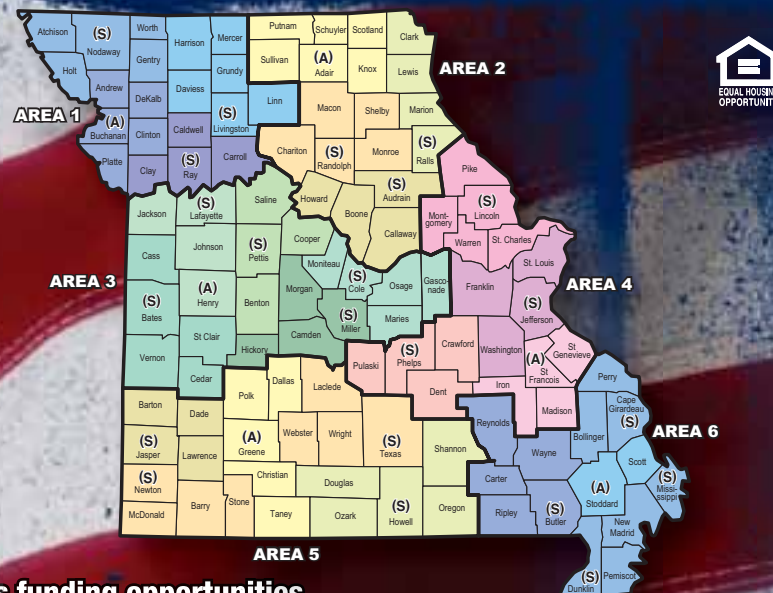 Atchison
(S)
Nodaway
Worth
Harrison
Mercer
Putnam
Schuyler
Scotland
Clark
Holt
Gentry
Grundy
Sullivan
(A)
Adair
Knox
Lewis
AREA 2
EQUAL HOUSIN
OPPORTUNIT
AREA 1
Andrew
DeKalb
Daviess
Linn
Macon
Shelby
Marion
(A)
Buchanan
Clinton
Caldwell
(S)
Livingston
Platte
Clay
(S)
Ray
Carroll
Chariton
(S)
Randolph
Monroe
(S)
Ralls
Pike
Jackson
(S)
Lafayette
Saline
Howard
Boone
(S)
Audrain
Callaway
Mont-
gomery
(S)
Lincoln
Warren
St. Charles
Cass
Johnson
(S)
Pettis
Cooper
Moniteau
(S)
Cole
Osage
Gasco-
nade
Franklin
St. Louis
AREA 3
(S)
Bates
(A)
Henry
Benton
Morgan
(S)
Miller
Maries
(S)
Jefferson
AREA 4
Vernon
St Clair
Hickory
Camden
Pulaski
(S)
Phelps
Crawford
Washington
(A)
St
Francois
St
Genevieve
Cedar
Dent
Iron
Madison
Perry
Barton
Dade
Polk
Dallas
Laclede
Reynolds
Bollinger
Cape
Girardeau
(S)
AREA 6
(S)
Jasper
Lawrence
(A)
Greene
Webster
Wright
(S)
Texas
Shannon
Wayne
Scott
(S)
Newton
Christian
Douglas
Carter
(A)
Stoddard
(S)
Missi-
ssippi
McDonald
Barry
Stone
Taney
Ozark
(S)
Howell
Oregon
Ripley
(S)
Butler
New
Madrid
AREA 5
(S)
Dunklin
Pemiscot
s funding opportunities